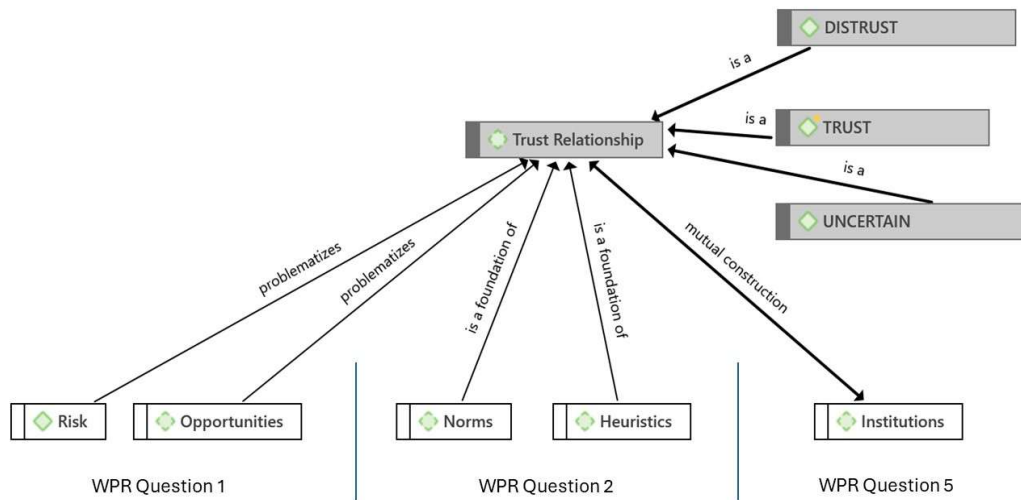 DISTRUST
is a
TRUST
is a
Trust Relationship
is a
UNCERTAIN
problematizes
problematizes
is a foundation of
is a foundation of
mutual construction
Risk
Opportunities
Norms
Heuristics
Institutions
WPR Question 1
WPR Question 2
WPR Question 5